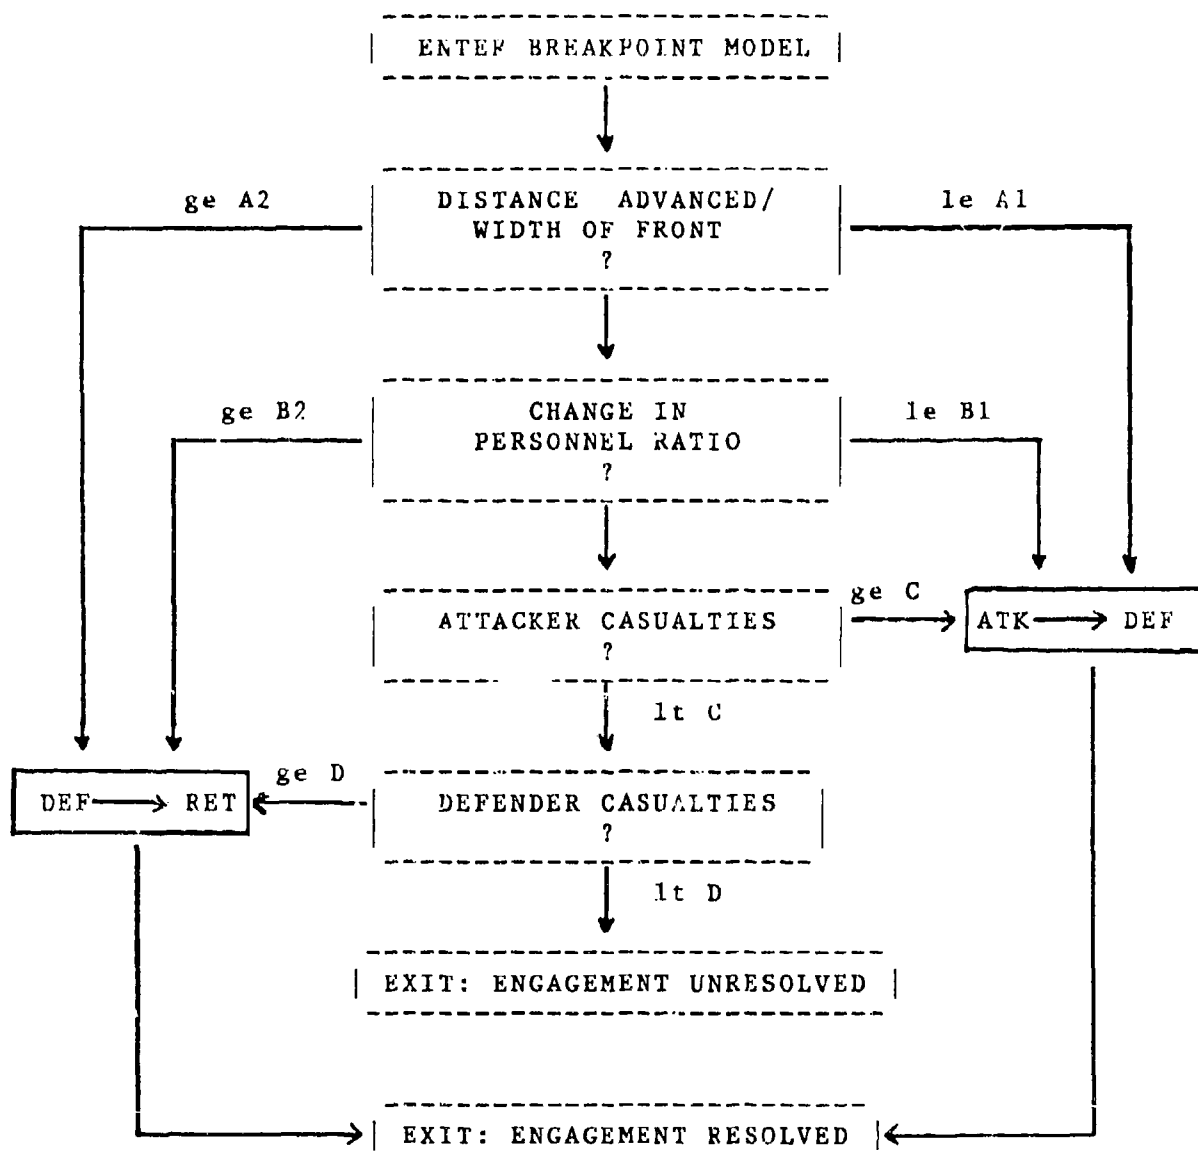 ENTER BREAKPOINT MODEL
ge A2
DISTANCE ADVANCED/
WIDTH OF FRONT
?
le A1
ge B2
CHANGE IN
PERSONNEL RATIO
?
le B1
ATTACKER CASUALTIES
?
ge C
ATK → DEF
lt C
ge D
DEF → RET
DEFENDER CASUALTIES
?
lt D
EXIT: ENGAGEMENT UNRESOLVED
EXIT: ENGAGEMENT RESOLVED